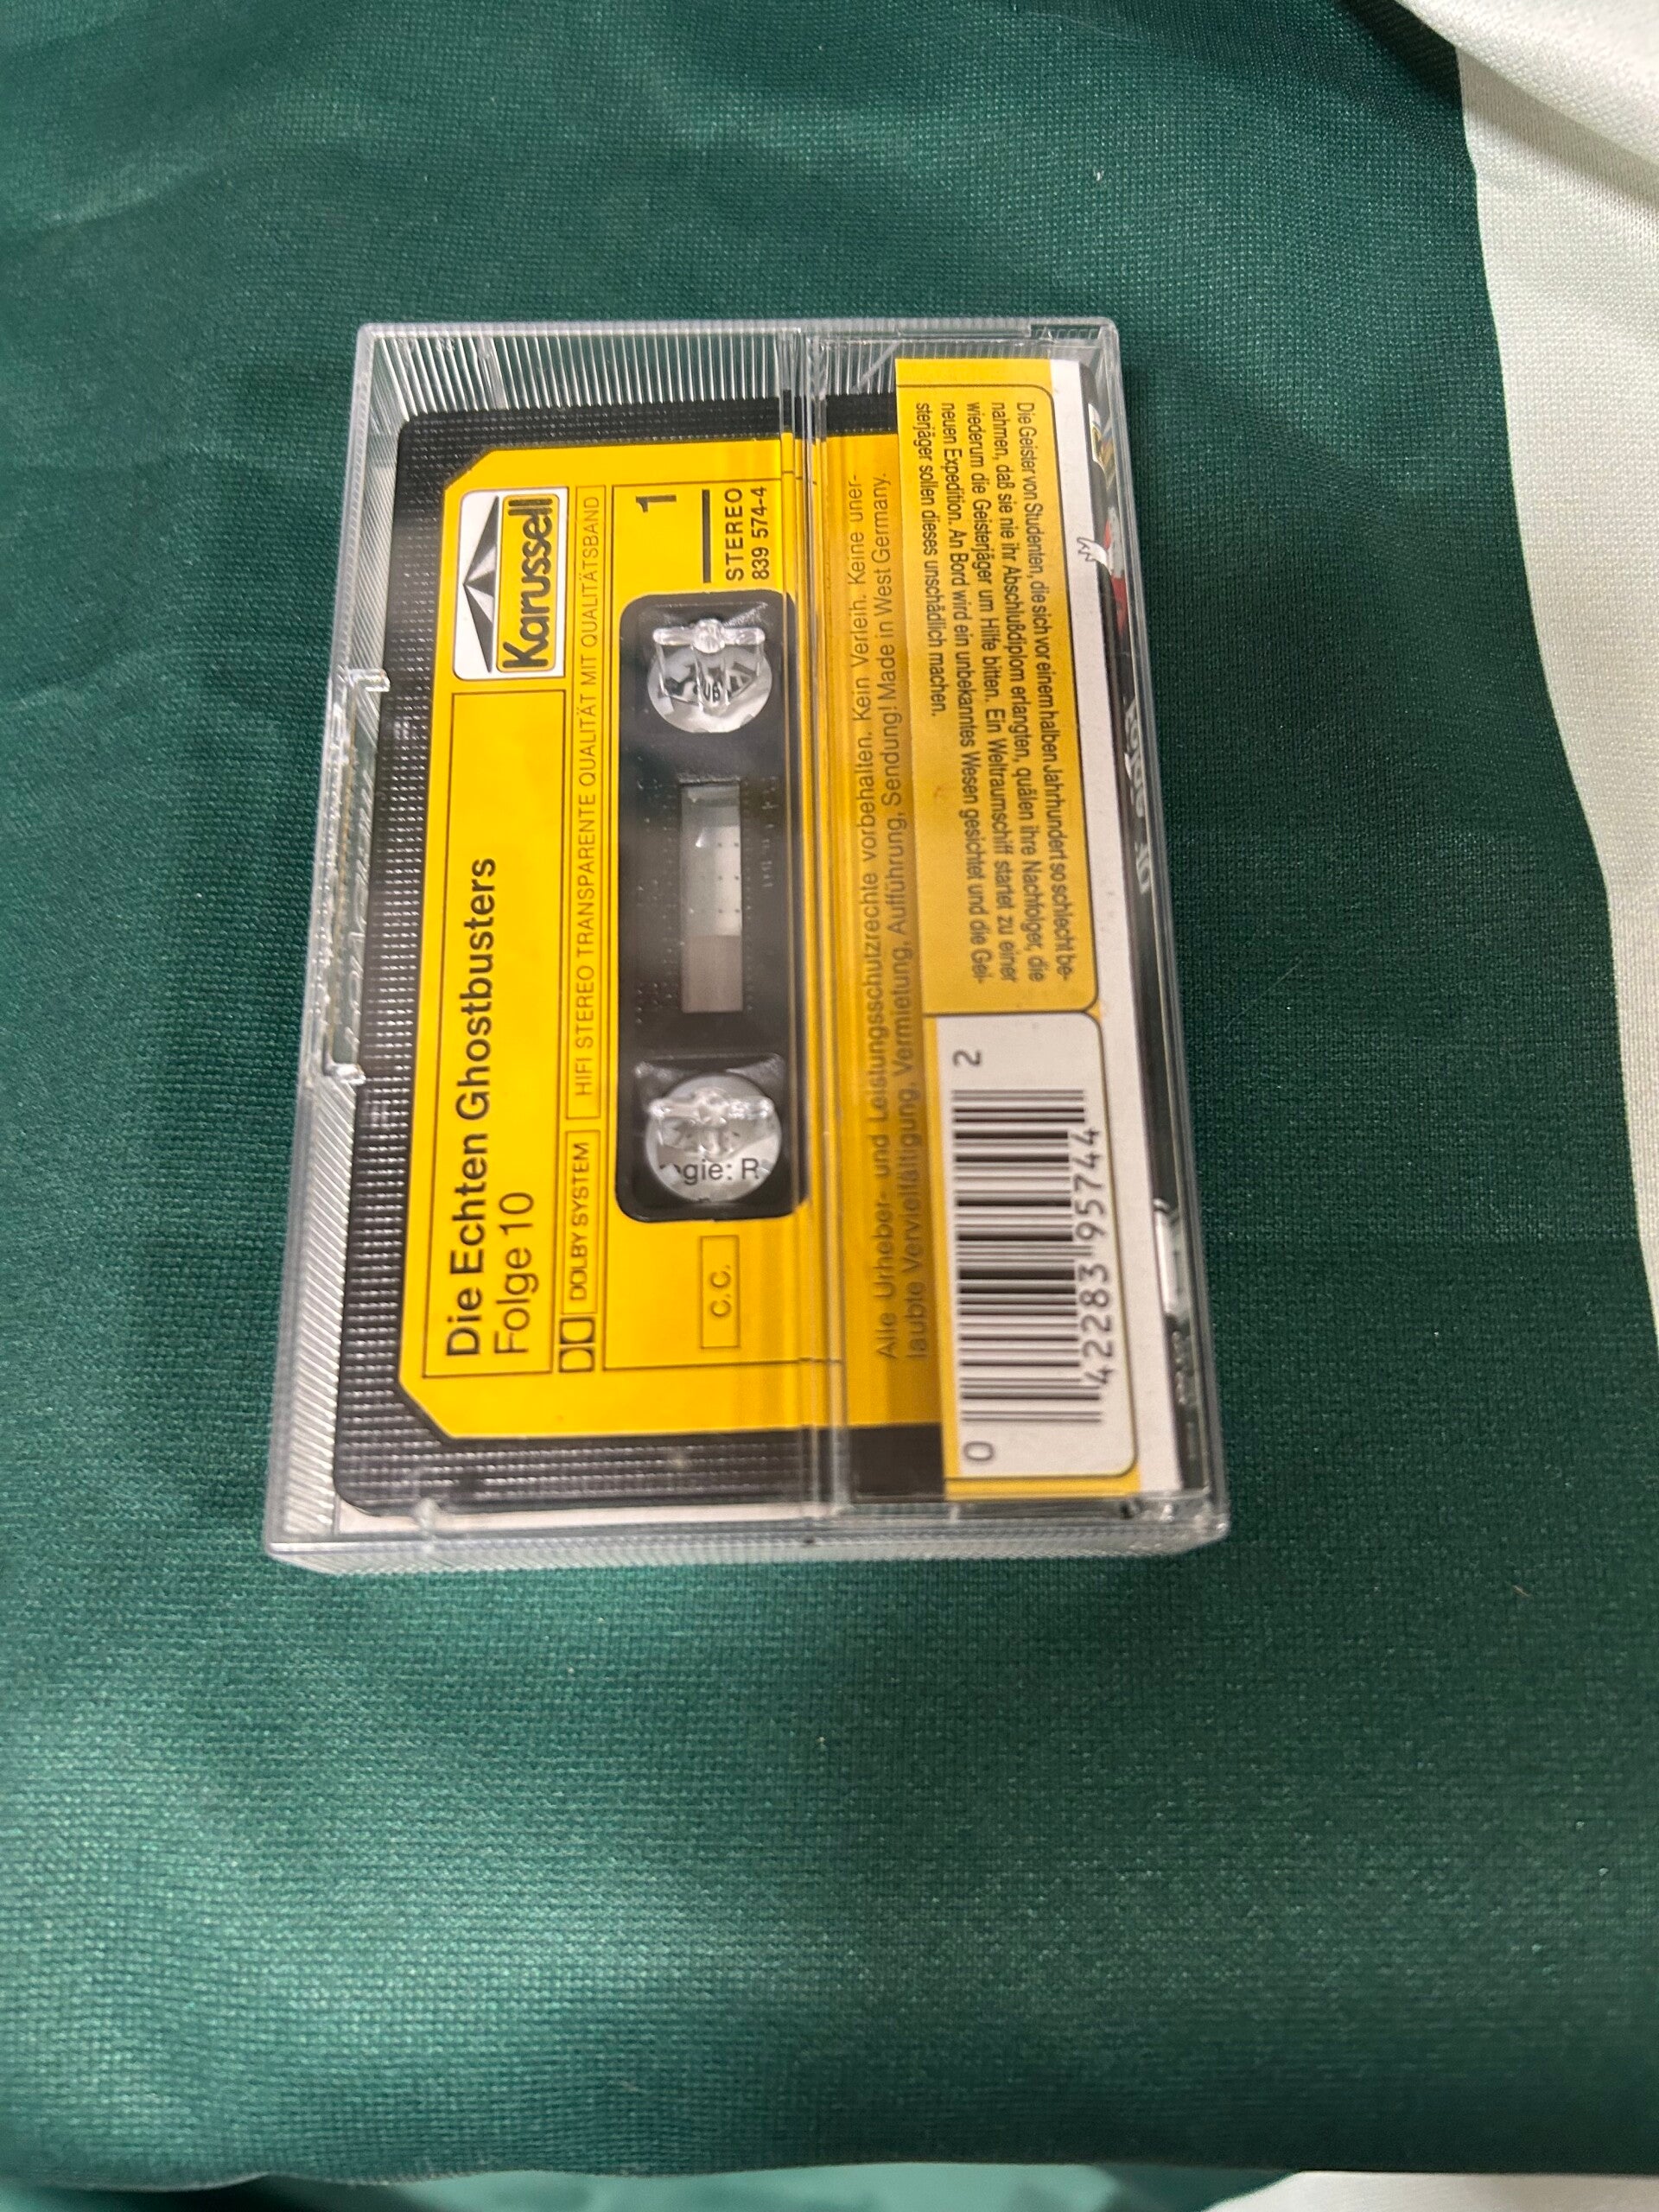 Karussell
Die Echten Ghostbusters
Folge 10
DOLBY SYSTEM
HIFI STEREO TRANSPARENTE QUALITÄT MIT QUALITÄTSBAND
1
STEREO
839 574-4
C.C.
gie: R
Alle Urheber- und Leistungsschutzrechte vorbehalten. Kein Verleih. Keine uner-
laubte Vervielfältigung, Vermietung, Aufführung, Sendung! Made in West Germany.
Die Geister von Studenten, die sich vor einem halben Jahrhundert so schlecht be-
nahmen, daß sie nie ihr Abschlußdiplom erlangten, quälen ihre Nachfolger, die
wiederum die Geisterjäger um Hilfe bitten. Ein Weltraumschiff startet zu einer
neuen Expedition. An Bord wird ein unbekanntes Wesen gesichtet und die Gei-
sterjäger sollen dieses unschädlich machen.
0 42283 95744 2
Folge 10